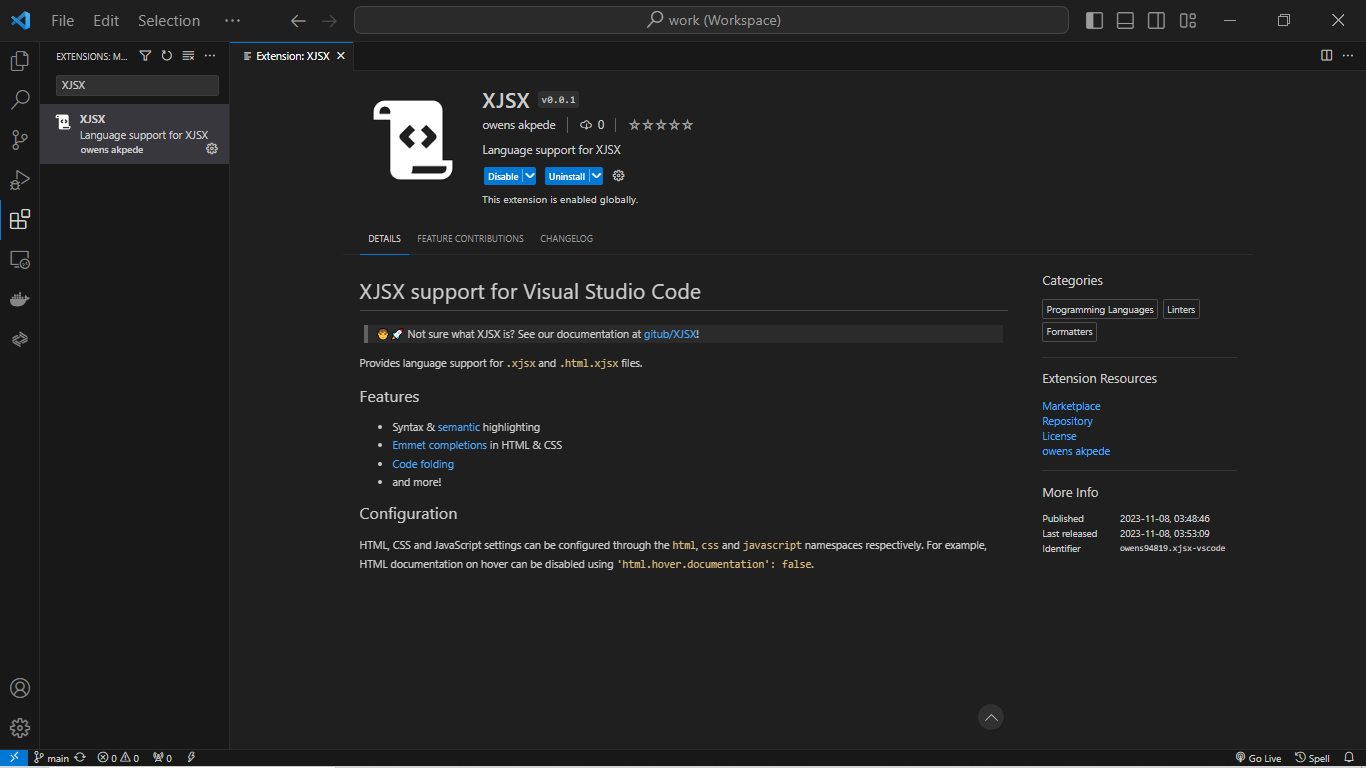 File Edit Selection ··· work (Workspace)
EXTENSIONS: M... ···
Extension: XJSX
XJSX
XJSX
Language support for XJSX
owens akpede
XJSX v0.0.1
owens akpede 0
Language support for XJSX
Disable Uninstall
This extension is enabled globally.
DETAILS FEATURE CONTRIBUTIONS CHANGELOG
XJSX support for Visual Studio Code
Not sure what XJSX is? See our documentation at gitub/XJSX!
Provides language support for .xjsx and .html.xjsx files.
Features
• Syntax & semantic highlighting
• Emmet completions in HTML & CSS
• Code folding
• and more!
Configuration
HTML, CSS and JavaScript settings can be configured through the html, css and javascript namespaces respectively. For example,
HTML documentation on hover can be disabled using 'html.hover.documentation': false.
Categories
Programming Languages Linters
Formatters
Extension Resources
Marketplace
Repository
License
owens akpede
More Info
Published 2023-11-08, 03:48:46
Last released 2023-11-08, 03:53:09
Identifier owens94819.xjsx-vscode
main 0 0 0 Go Live Spell